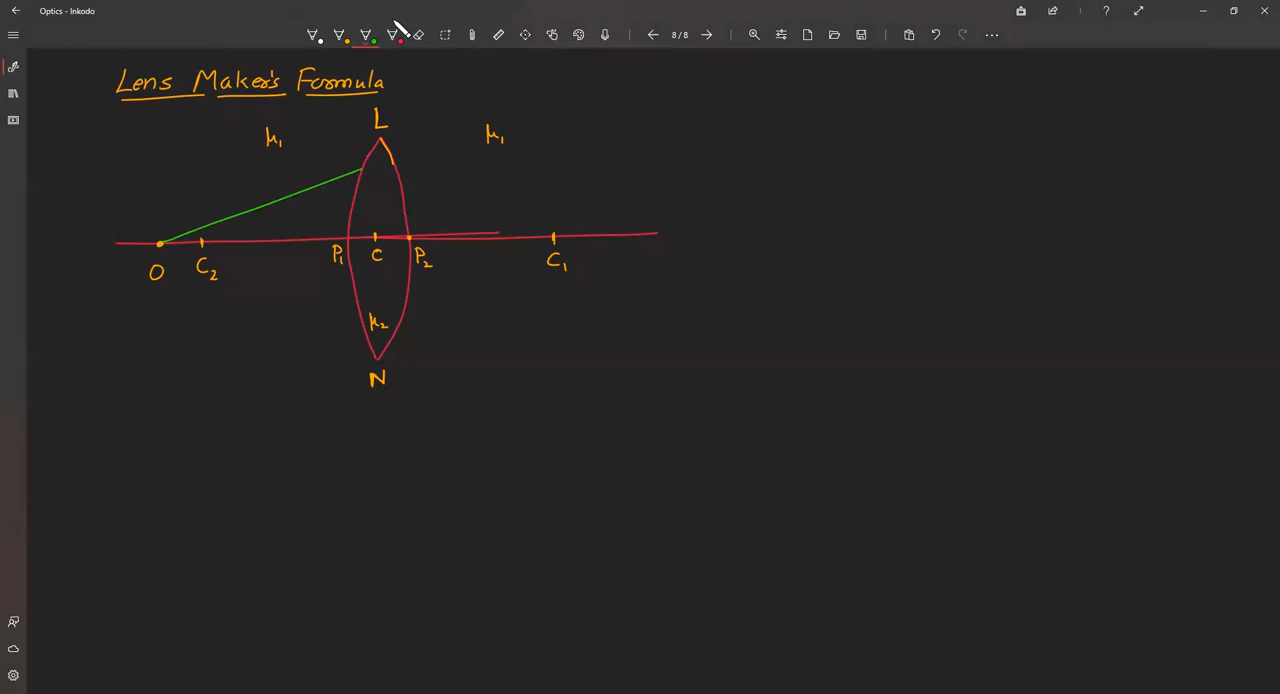 Optics - Inkodo
8/8
Lens Maker's Formula
L
μ₁ μ₁
P₁ C P₂ C₁
O C₂
μ₂
N